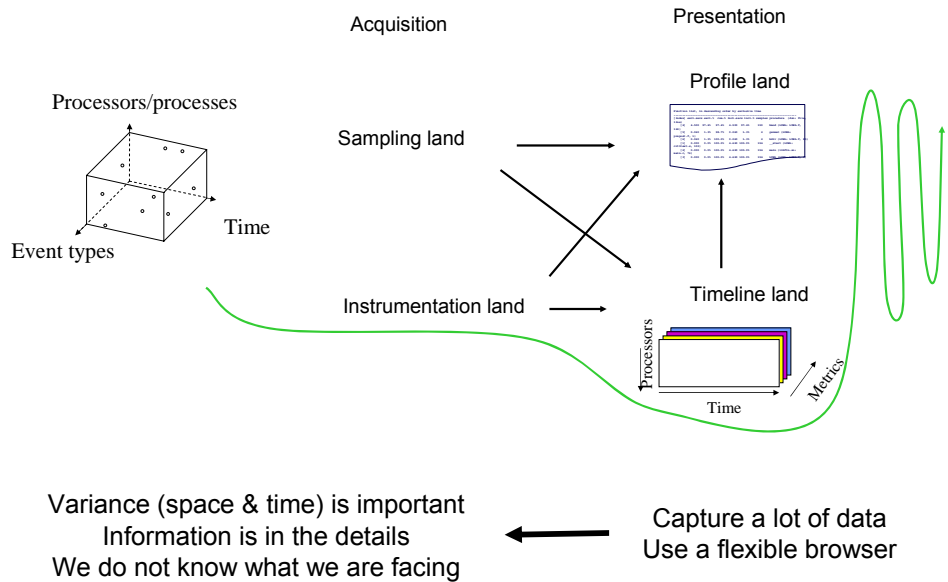 Acquisition
Presentation
Processors/processes
Time
Event types
Sampling land
Instrumentation land
Profile land
Timeline land
Processors
Time
Metrics
Variance (space & time) is important
Information is in the details
We do not know what we are facing
Capture a lot of data
Use a flexible browser